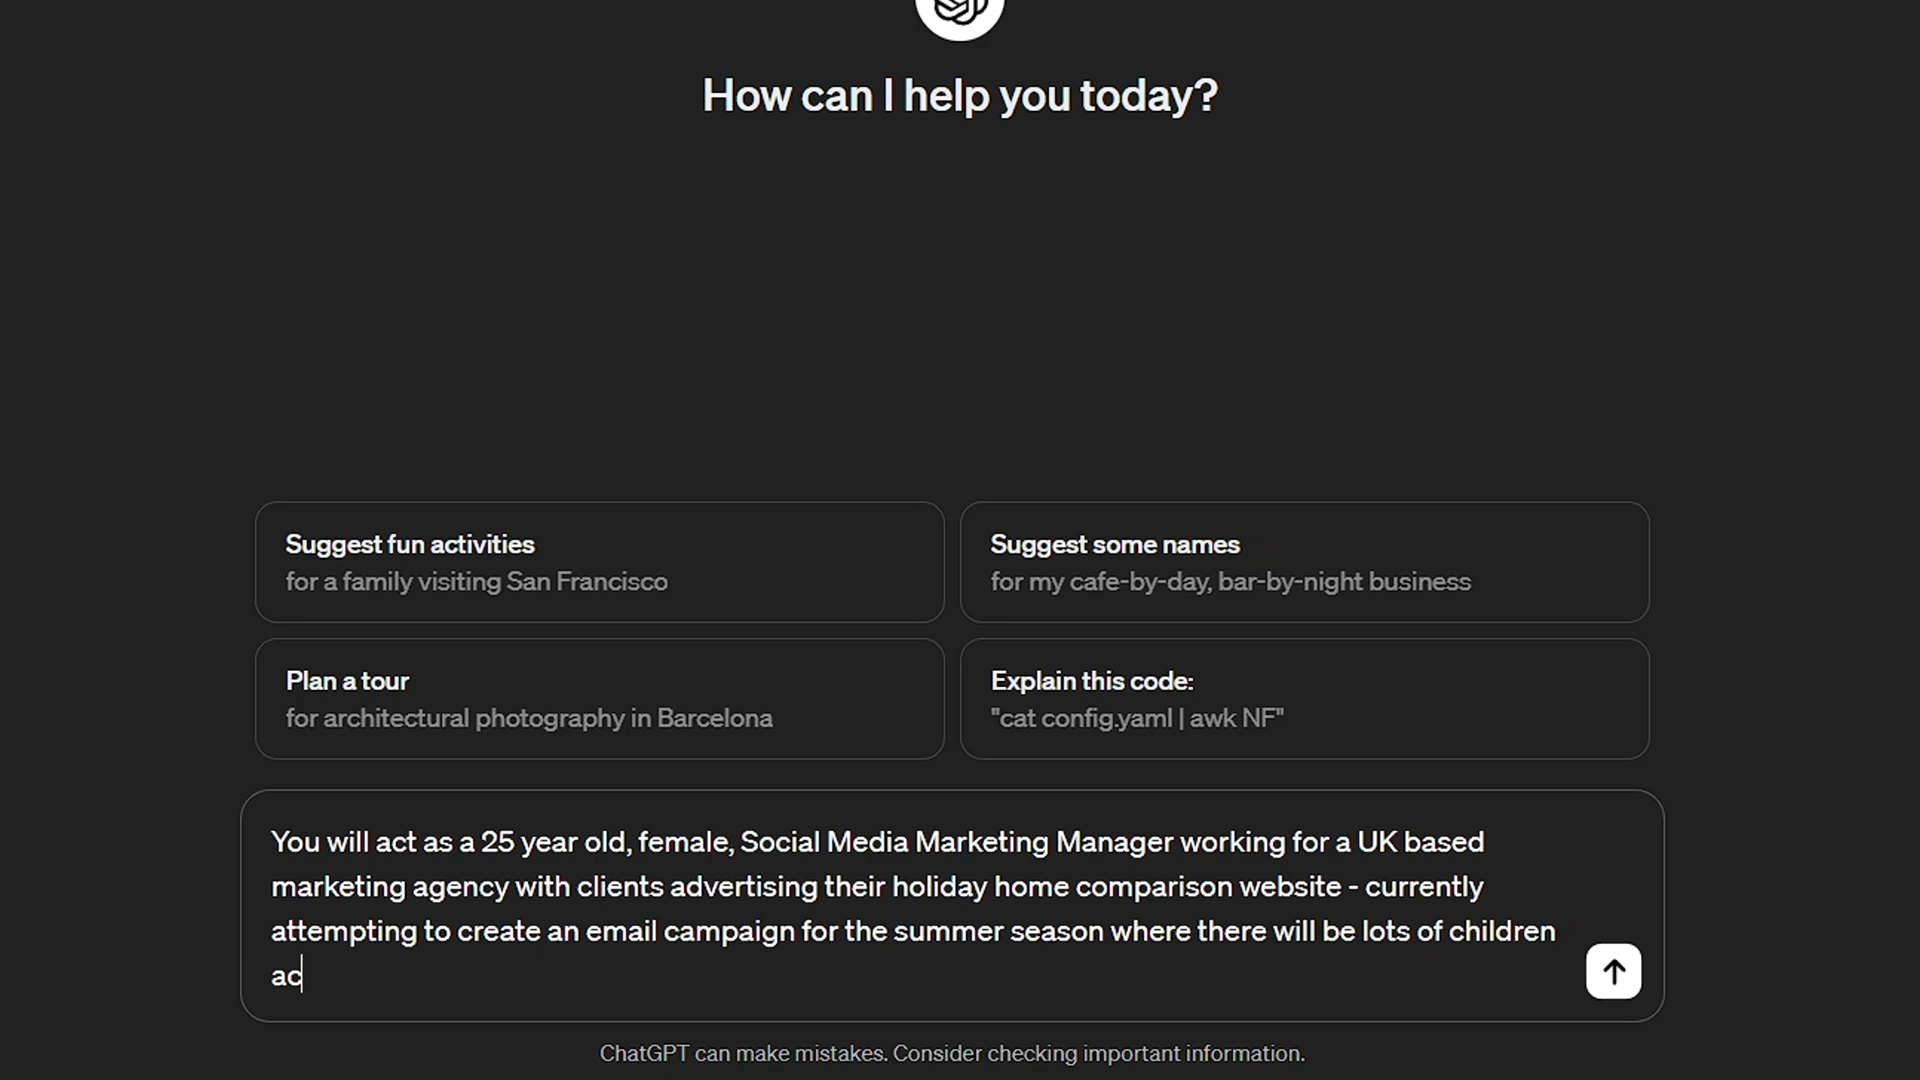 How can I help you today?
Suggest fun activities
for a family visiting San Francisco
Suggest some names
for my cafe-by-day, bar-by-night business
Plan a tour
for architectural photography in Barcelona
Explain this code:
"cat config.yaml | awk NF"
You will act as a 25 year old, female, Social Media Marketing Manager working for a UK based
marketing agency with clients advertising their holiday home comparison website - currently
attempting to create an email campaign for the summer season where there will be lots of children
ac
ChatGPT can make mistakes. Consider checking important information.